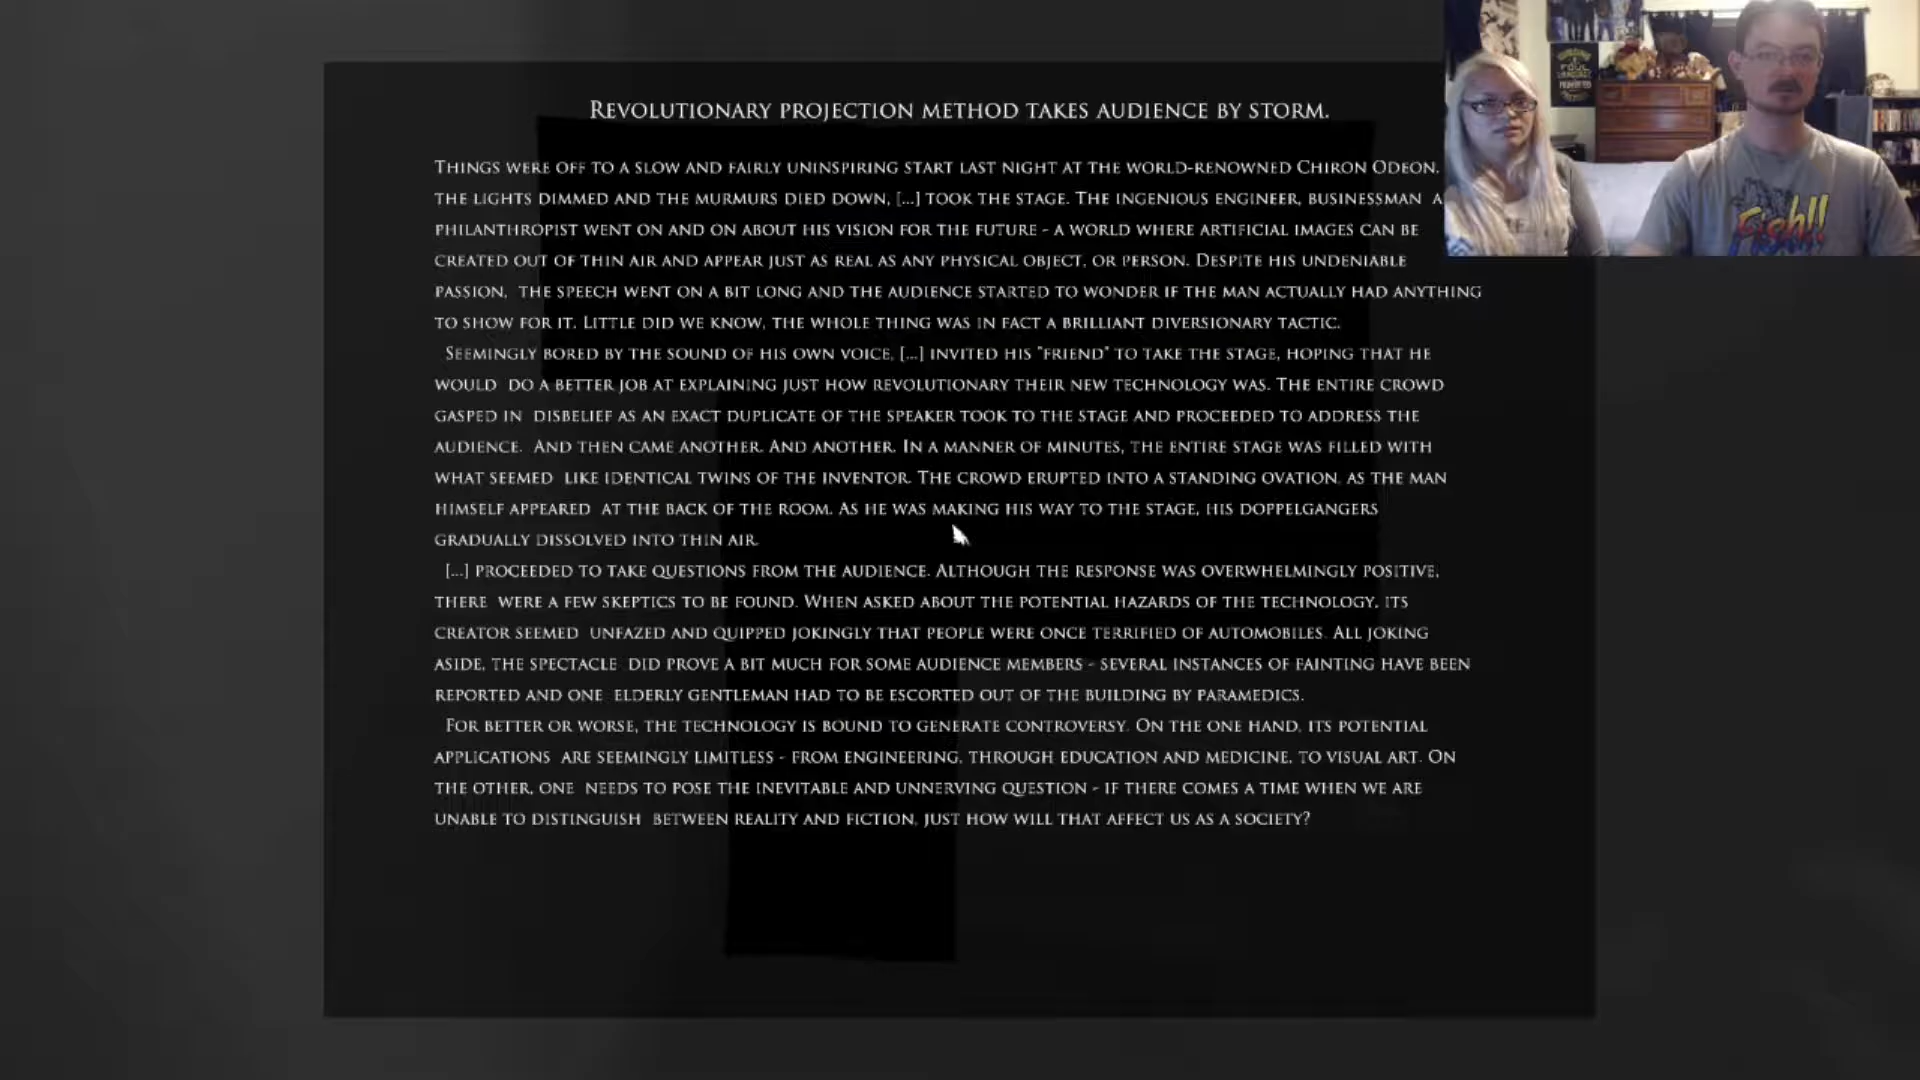 Revolutionary projection method takes audience by storm.
Things were off to a slow and fairly uninspiring start last night at the world-renowned Chiron Odeon.
the lights dimmed and the murmurs died down, [...] took the stage. The ingenious engineer, businessman
philanthropist went on and on about his vision for the future - a world where artificial images can be
created out of thin air and appear just as real as any physical object, or person. Despite his undeniable
passion, the speech went on a bit long and the audience started to wonder if the man actually had anything
to show for it. Little did we know, the whole thing was in fact a brilliant diversionary tactic.
Seemingly bored by the sound of his own voice, [...] invited his "friend" to take the stage, hoping that he
would do a better job at explaining just how revolutionary their new technology was. The entire crowd
gasped in disbelief as an exact duplicate of the speaker took to the stage and proceeded to address the
audience. And then came another. And another. In a manner of minutes, the entire stage was filled with
what seemed like identical twins of the inventor. The crowd erupted into a standing ovation, as the man
himself appeared at the back of the room. As he was making his way to the stage, his doppelgangers
gradually dissolved into thin air.
[...] proceeded to take questions from the audience. Although the response was overwhelmingly positive,
there were a few skeptics to be found. When asked about the potential hazards of the technology, its
creator seemed unfazed and quipped jokingly that people were once terrified of automobiles. All joking
aside, the spectacle did prove a bit much for some audience members - several instances of fainting have been
reported and one elderly gentleman had to be escorted out of the building by paramedics.
For better or worse, the technology is bound to generate controversy. On the one hand, its potential
applications are seemingly limitless - from engineering, through education and medicine, to visual art. On
the other, one needs to pose the inevitable and unnerving question - if there comes a time when we are
unable to distinguish between reality and fiction, just how will that affect us as a society?
Fish!!